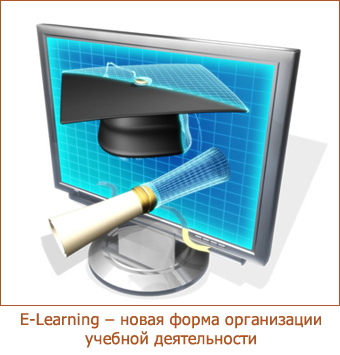 E-Learning – новая форма организации
учебной деятельности